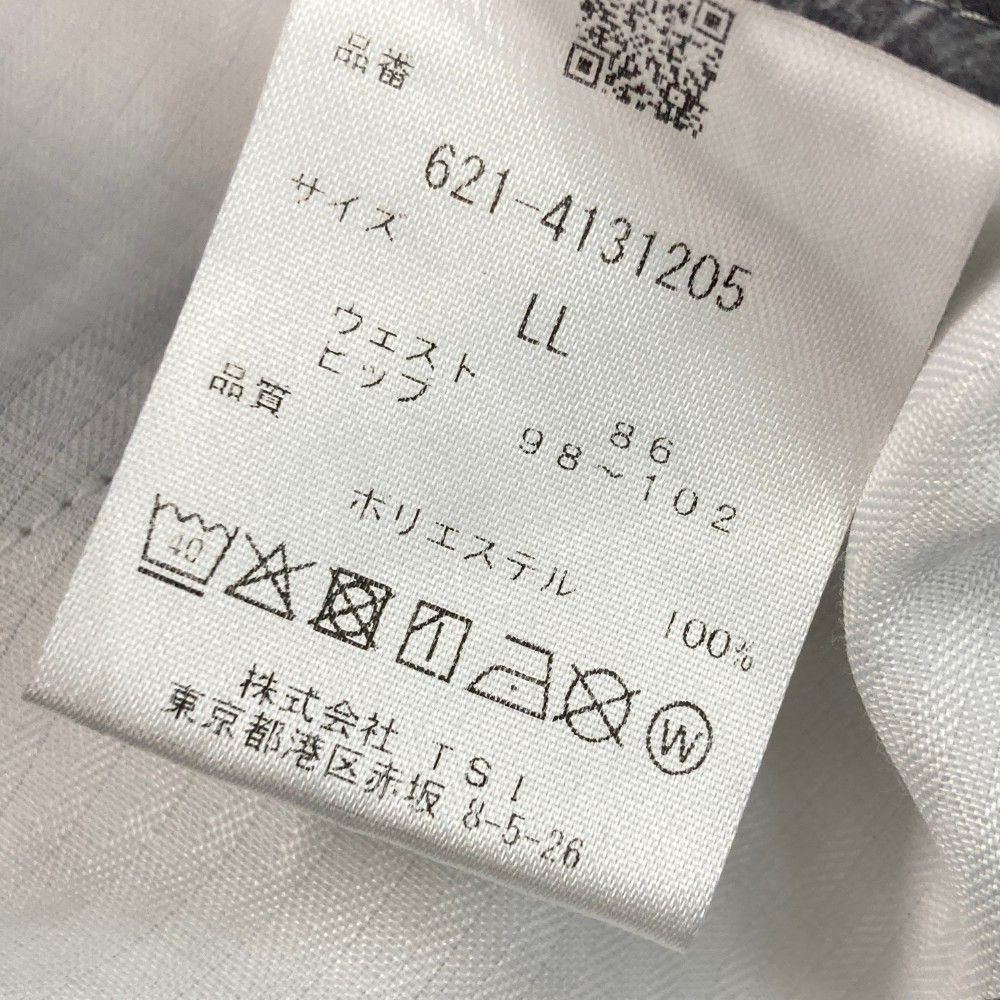 品番
621-4131205
サイズ
LL
ウェスト 86
ヒップ 98~102
品質
ポリエステル 100%
40
W
株式会社 TSI
東京都港区赤坂 8-5-26